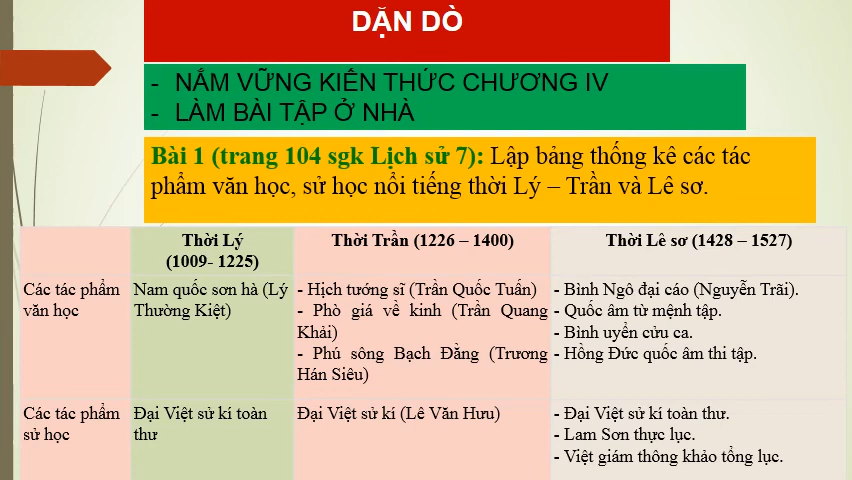 DẶN DÒ
- NẮM VỮNG KIẾN THỨC CHƯƠNG IV
- LÀM BÀI TẬP Ở NHÀ
Bài 1 (trang 104 sgk Lịch sử 7): Lập bảng thống kê các tác
phẩm văn học, sử học nổi tiếng thời Lý – Trần và Lê sơ.
Thời Lý
(1009- 1225)
Thời Trần (1226 – 1400)
Thời Lê sơ (1428 – 1527)
Các tác phẩm
văn học
Nam quốc sơn hà (Lý
Thường Kiệt)
- Hịch tướng sĩ (Trần Quốc Tuấn)
- Phò giá về kinh (Trần Quang
Khải)
- Phú sông Bạch Đằng (Trương
Hán Siêu)
- Bình Ngô đại cáo (Nguyễn Trãi).
- Quốc âm từ mệnh tập.
- Bình uyển cửu ca.
- Hồng Đức quốc âm thi tập.
Các tác phẩm
sử học
Đại Việt sử kí toàn
thư
Đại Việt sử kí (Lê Văn Hưu)
- Đại Việt sử kí toàn thư.
- Lam Sơn thực lục.
- Việt giám thông khảo tổng lục.